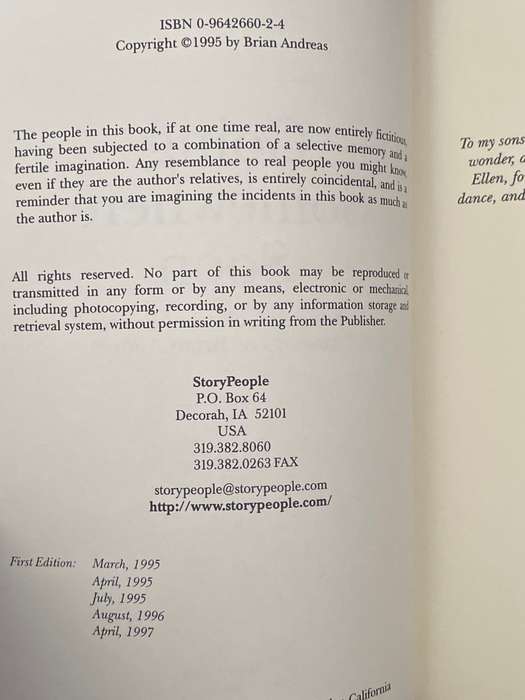 ISBN 0-9642660-2-4
Copyright ©1995 by Brian Andreas
The people in this book, if at one time real, are now entirely fictitious,
having been subjected to a combination of a selective memory and a
fertile imagination. Any resemblance to real people you might know,
even if they are the author's relatives, is entirely coincidental, and is a
reminder that you are imagining the incidents in this book as much as
the author is.
All rights reserved. No part of this book may be reproduced or
transmitted in any form or by any means, electronic or mechanical,
including photocopying, recording, or by any information storage and
retrieval system, without permission in writing from the Publisher.
StoryPeople
P.O. Box 64
Decorah, IA 52101
USA
319.382.8060
319.382.0263 FAX
storypeople@storypeople.com
http://www.storypeople.com/
First Edition: March, 1995
April, 1995
July, 1995
August, 1996
April, 1997
California
To my sons
wonder,
Ellen, fo
dance, and